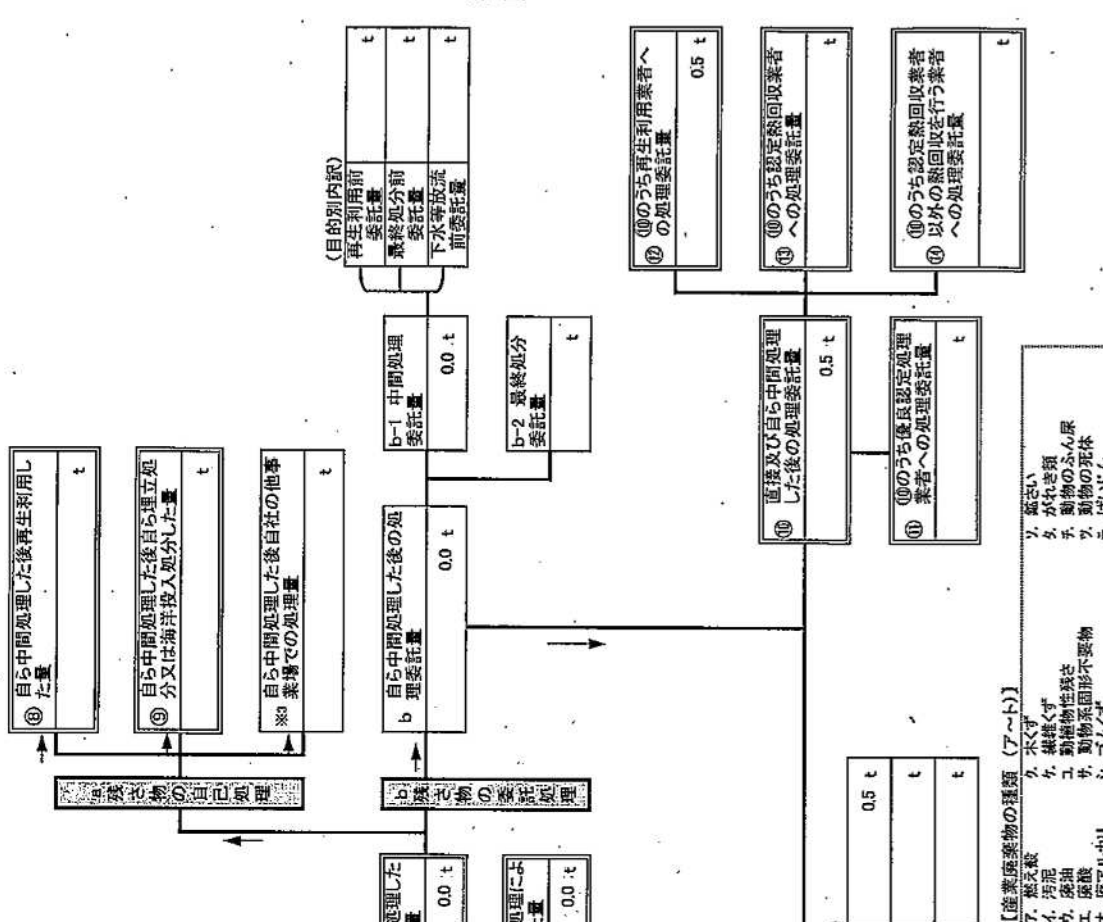 ⑧ 自ら中間処理した後再生利用し
た量
t
⑨ 自ら中間処理した後自ら埋立処
分又は海洋投入処分した量
t
※3 自ら中間処理した後自社の他事
業場での処理量
t
a 残さ物の自己処理
b 残さ物の委託処理
b 自ら中間処理した後の処
理委託量
0.0 t
b-1 中間処理
委託量
0.0 t
b-2 最終処分
委託量
t
(目的別内訳)
再生利用前
委託量
t
最終処分前
委託量
t
下水等放流
前委託量
t
処理した
量
0.0 t
処理によ
量
0.0 t
⑩ 直接及び自ら中間処理
した後の処理委託量
0.5 t
⑪ ⑩のうち優良認定処理
業者への処理委託量
t
⑫ ⑩のうち再生利用業者へ
の処理委託量
0.5 t
⑬ ⑩のうち認定熱回収業者
への処理委託量
t
⑭ ⑩のうち認定熱回収業者
以外の熱回収を行う業者
への処理委託量
t
0.5 t
t
t
【産業廃棄物の種類 (ア~ト)】
ア. 燃え殻
イ. 汚泥
ウ. 廃油
エ. 廃酸
ク. 木くず
ケ. 繊維くず
コ. 動植物性残さ
サ. 動物系固形不要物
ソ. 鉱さい
タ. がれき類
チ. 動物のふん尿
ツ. 動物の死体